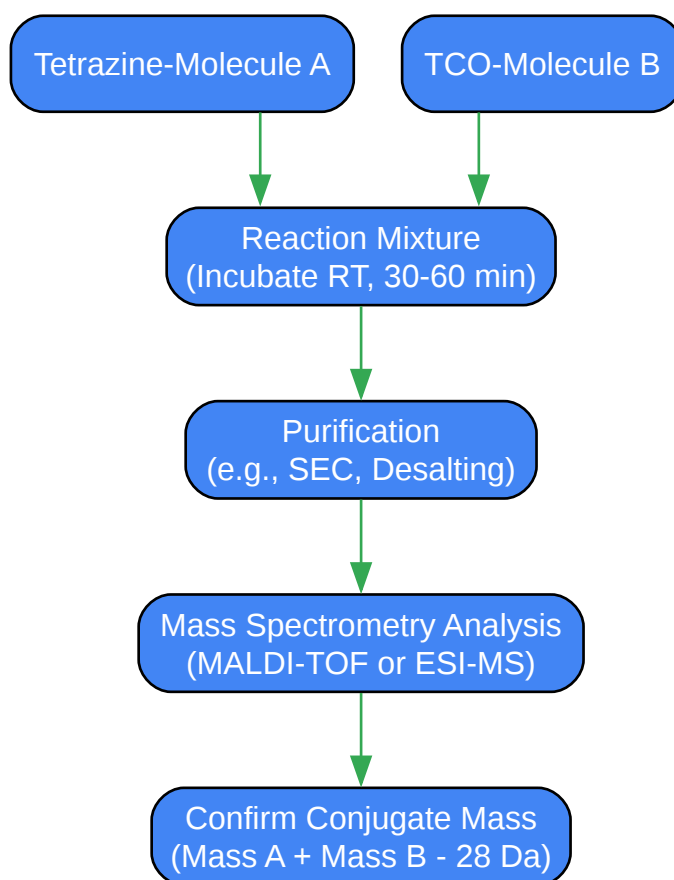 Tetrazine-Molecule A
TCO-Molecule B
Reaction Mixture
(Incubate RT, 30-60 min)
Purification
(e.g., SEC, Desalting)
Mass Spectrometry Analysis
(MALDI-TOF or ESI-MS)
Confirm Conjugate Mass
(Mass A + Mass B - 28 Da)